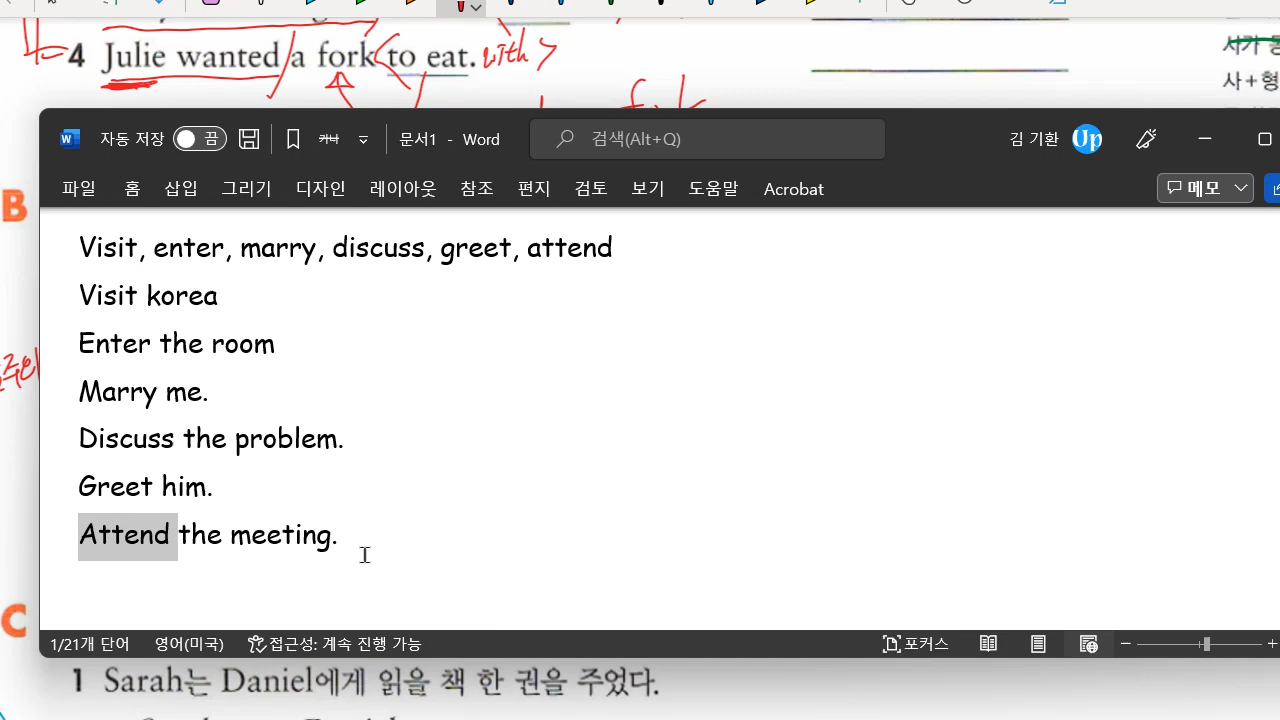 4 Julie wanted a fork to eat. with
사가
사+형
fork
자동 저장 끔 문서1 - Word 검색(Alt+Q) 김 기환 Up
파일 홈 삽입 그리기 디자인 레이아웃 참조 편지 검토 보기 도움말 Acrobat 메모
B
Visit, enter, marry, discuss, greet, attend
Visit korea
Enter the room
Marry me.
Discuss the problem.
Greet him.
Attend the meeting.
C
1/21개 단어 영어(미국) 접근성: 계속 진행 가능 포커스
1 Sarah는 Daniel에게 읽을 책 한 권을 주었다.